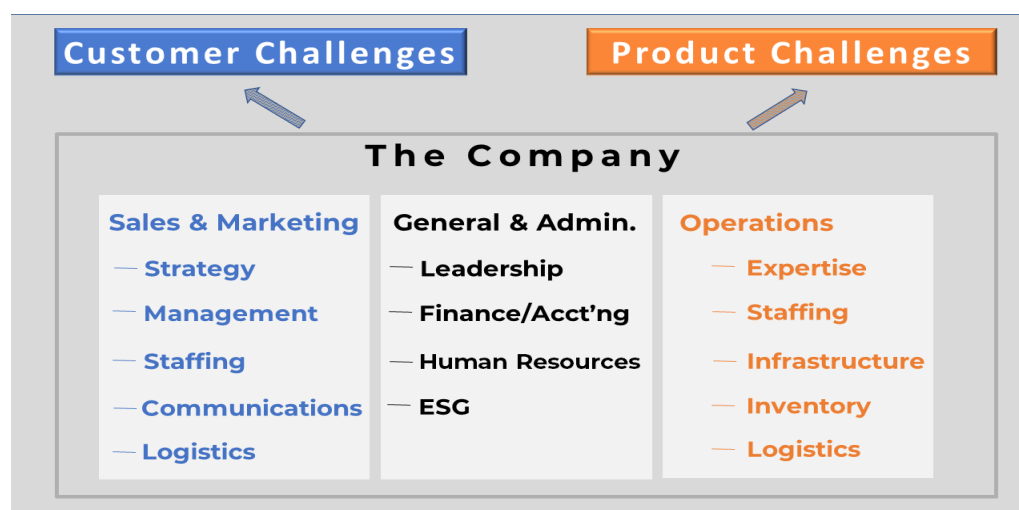 Customer Challenges
Product Challenges
The Company
Sales & Marketing
— Strategy
— Management
— Staffing
— Communications
— Logistics
General & Admin.
— Leadership
— Finance/Acct’ng
— Human Resources
— ESG
Operations
— Expertise
— Staffing
— Infrastructure
— Inventory
— Logistics